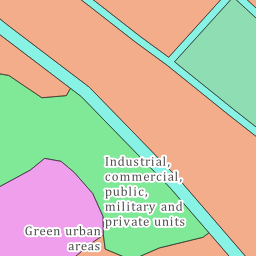 Industrial,
commercial,
public,
military and
private units
Green urban
areas